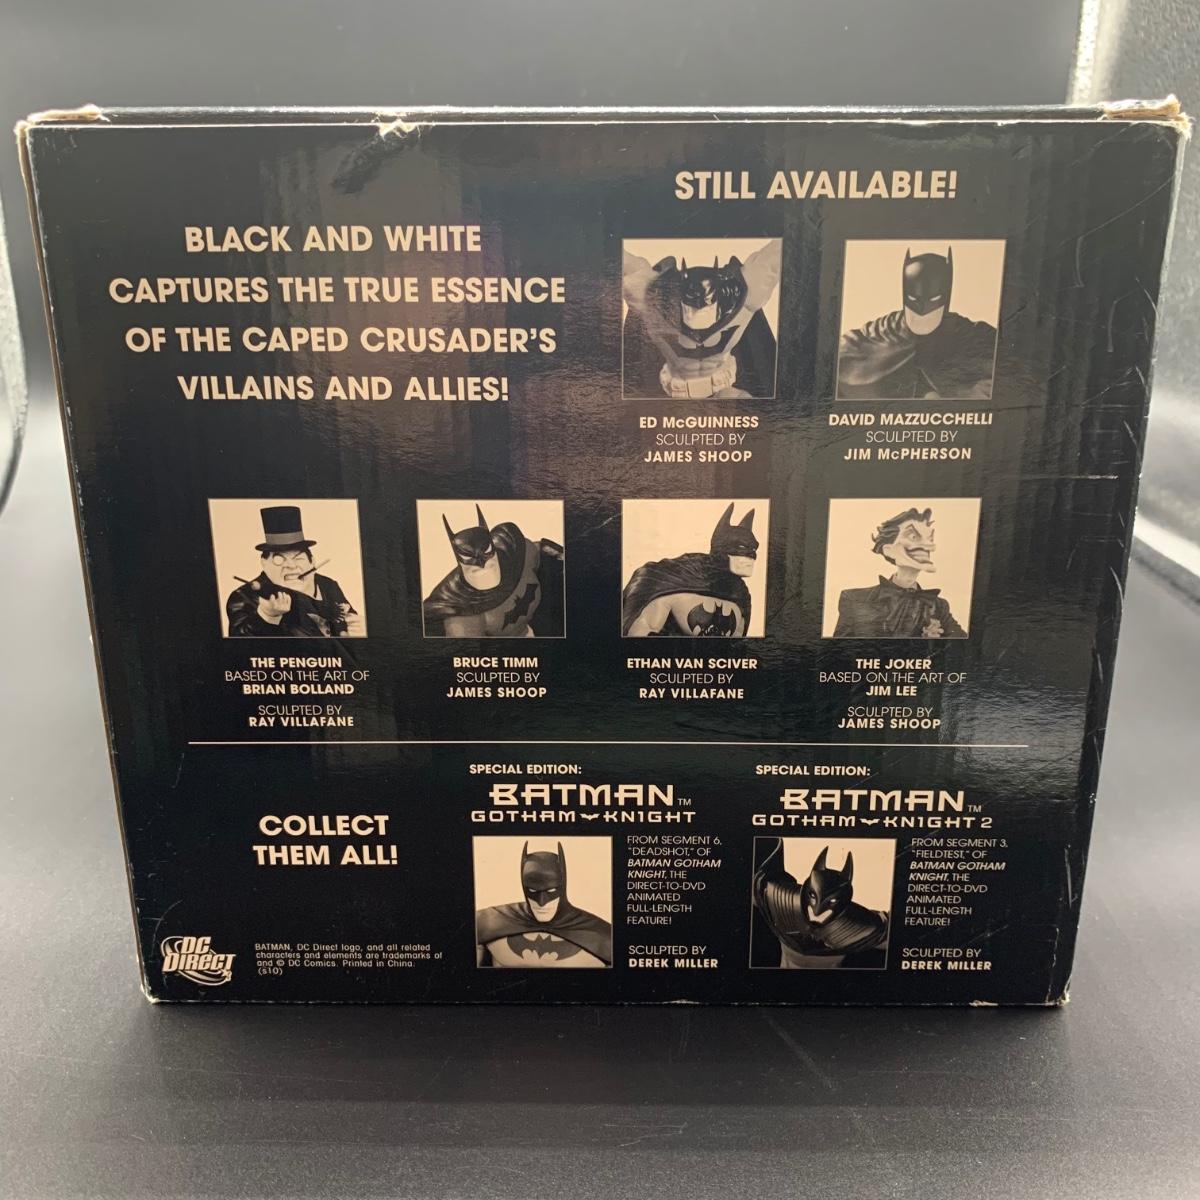 BLACK AND WHITE
CAPTURES THE TRUE ESSENCE
OF THE CAPED CRUSADER'S
VILLAINS AND ALLIES!
STILL AVAILABLE!
ED McGUINNESS
SCULPTED BY
JAMES SHOOP
DAVID MAZZUCCHELLI
SCULPTED BY
JIM McPHERSON
THE PENGUIN
BASED ON THE ART OF
BRIAN BOLLAND
SCULPTED BY
RAY VILLAFANE
BRUCE TIMM
SCULPTED BY
JAMES SHOOP
ETHAN VAN SCIVER
SCULPTED BY
RAY VILLAFANE
THE JOKER
BASED ON THE ART OF
JIM LEE
SCULPTED BY
JAMES SHOOP
COLLECT
THEM ALL!
SPECIAL EDITION:
BATMAN™
GOTHAM KNIGHT
FROM SEGMENT 6,
"DEADSHOT," OF
BATMAN GOTHAM
KNIGHT, THE
DIRECT-TO-DVD
ANIMATED
FULL-LENGTH
FEATURE!
SCULPTED BY
DEREK MILLER
SPECIAL EDITION:
BATMAN™
GOTHAM KNIGHT 2
FROM SEGMENT 3,
"FIELDTEST," OF
BATMAN GOTHAM
KNIGHT, THE
DIRECT-TO-DVD
ANIMATED
FULL-LENGTH
FEATURE!
SCULPTED BY
DEREK MILLER
DC
DIRECT
BATMAN, DC Direct logo, and all related
characters and elements are trademarks of
and © DC Comics. Printed in China.
(s10)